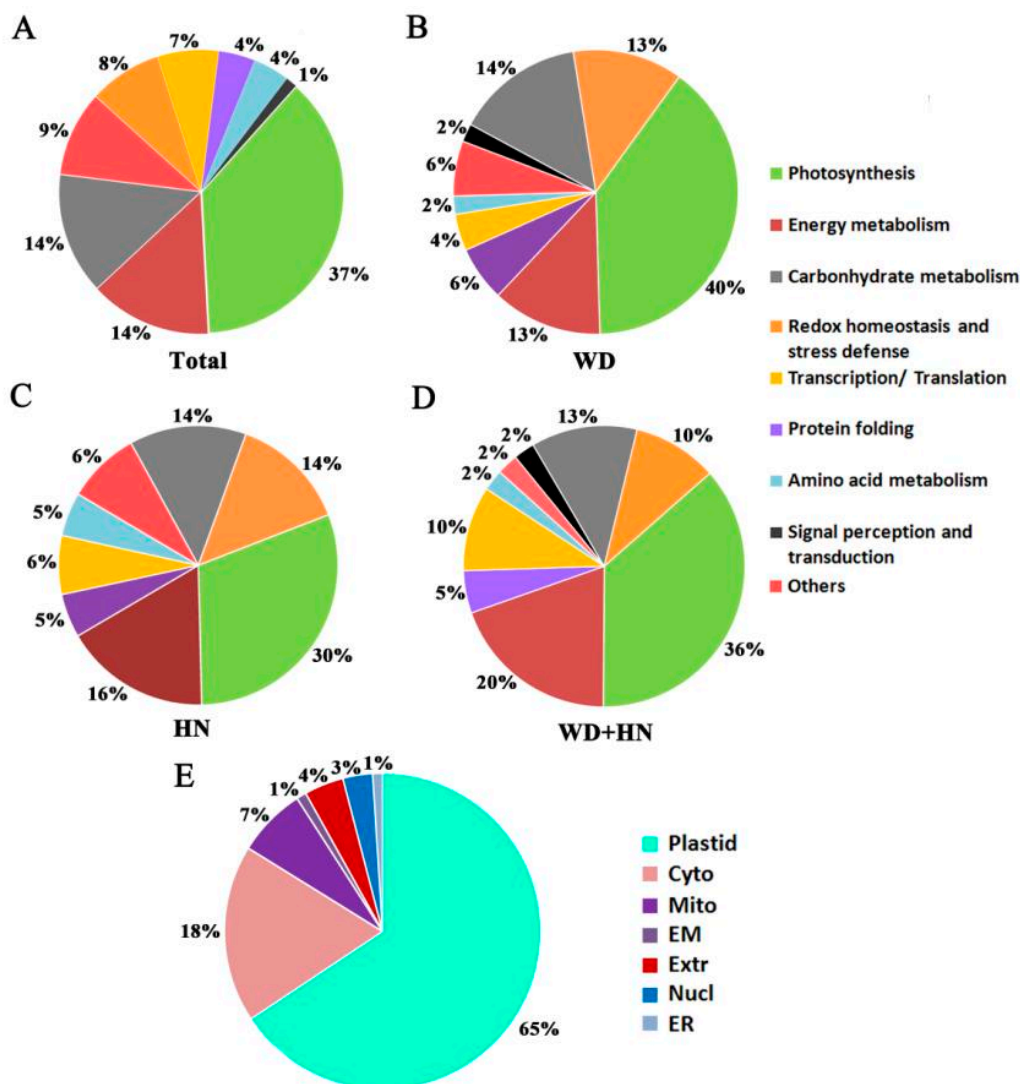 A
7%
4%
4%
1%
8%
9%
14%
14%
37%
Total
B
13%
14%
2%
6%
2%
4%
6%
13%
40%
WD
Photosynthesis
Energy metabolism
Carbonhydrate metabolism
Redox homeostasis and
stress defense
Transcription/ Translation
Protein folding
Amino acid metabolism
Signal perception and
transduction
Others
C
14%
14%
6%
5%
6%
5%
16%
30%
HN
D
13%
10%
2%
2%
2%
10%
5%
20%
36%
WD+HN
E
1%
3%
4%
1%
7%
18%
65%
Plastid
Cyto
Mito
EM
Extr
Nucl
ER